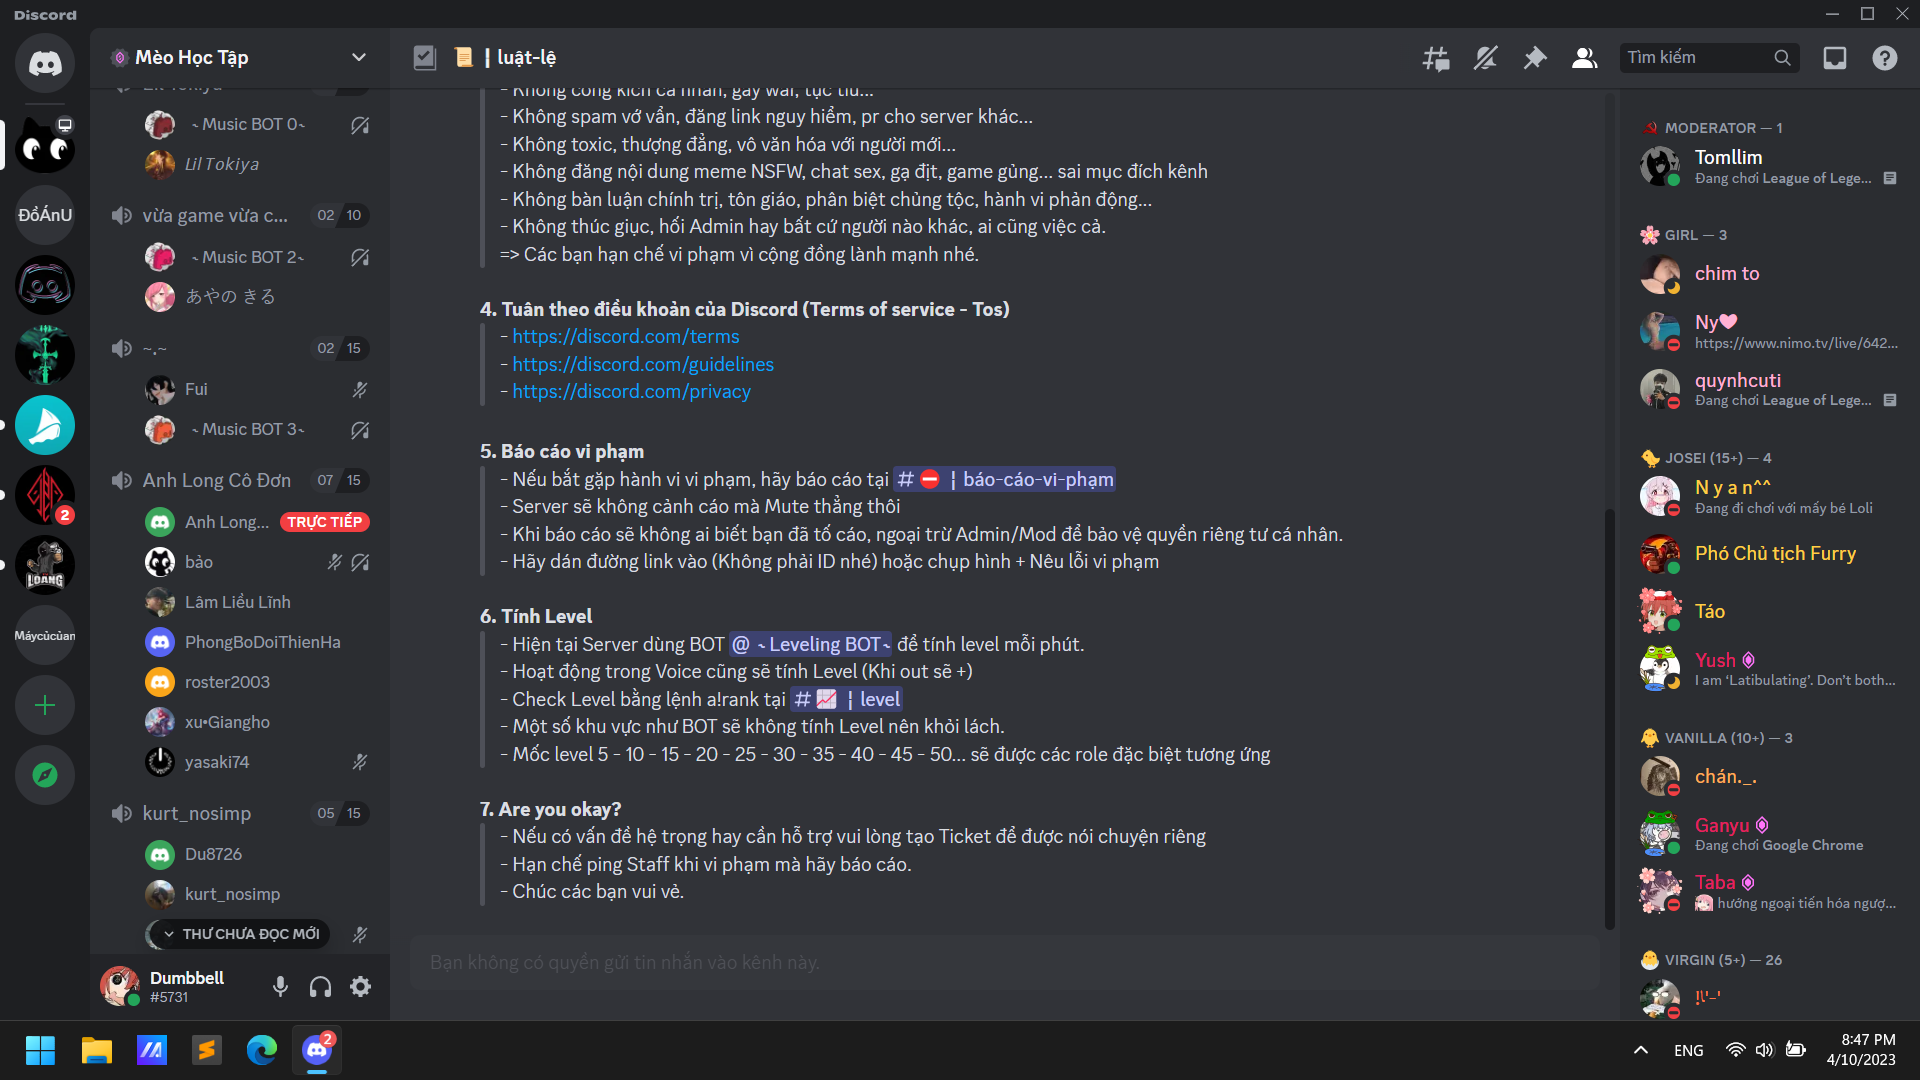 Discord
Mèo Học Tập
~ Music BOT 0~
Lil Tokiya
vừa game vừa c...
02 10
~ Music BOT 2~
あやの きる
~.~
02 15
Fui
~ Music BOT 3~
Anh Long Cô Đơn
07 15
Anh Long...
TRỰC TIẾP
bảo
Lâm Liều Lĩnh
PhongBoDoiThienHa
roster2003
xu•Giangho
yasaki74
kurt_nosimp
05 15
Du8726
kurt_nosimp
THƯ CHƯA ĐỌC MỚI
Dumbbell
#5731
ĐồÁnU
2
LOANG
Máycủcủan
¦ luật-lệ
Tìm kiếm
- Không công kích cá nhân, gây war, tục tĩu...
- Không spam vớ vẩn, đăng link nguy hiểm, pr cho server khác...
- Không toxic, thượng đẳng, vô văn hóa với người mới...
- Không đăng nội dung meme NSFW, chat sex, gạ địt, game gủng... sai mục đích kênh
- Không bàn luận chính trị, tôn giáo, phân biệt chủng tộc, hành vi phản động...
- Không thúc giục, hối Admin hay bất cứ người nào khác, ai cũng việc cả.
=> Các bạn hạn chế vi phạm vì cộng đồng lành mạnh nhé.
4. Tuân theo điều khoản của Discord (Terms of service - Tos)
- https://discord.com/terms
- https://discord.com/guidelines
- https://discord.com/privacy
5. Báo cáo vi phạm
- Nếu bắt gặp hành vi vi phạm, hãy báo cáo tại # ⛔ ¦ báo-cáo-vi-phạm
- Server sẽ không cảnh cáo mà Mute thẳng thôi
- Khi báo cáo sẽ không ai biết bạn đã tố cáo, ngoại trừ Admin/Mod để bảo vệ quyền riêng tư cá nhân.
- Hãy dán đường link vào (Không phải ID nhé) hoặc chụp hình + Nêu lỗi vi phạm
6. Tính Level
- Hiện tại Server dùng BOT @ ~ Leveling BOT~ để tính level mỗi phút.
- Hoạt động trong Voice cũng sẽ tính Level (Khi out sẽ +)
- Check Level bằng lệnh a!rank tại # 📈 ¦ level
- Một số khu vực như BOT sẽ không tính Level nên khỏi lách.
- Mốc level 5 - 10 - 15 - 20 - 25 - 30 - 35 - 40 - 45 - 50... sẽ được các role đặc biệt tương ứng
7. Are you okay?
- Nếu có vấn đề hệ trọng hay cần hỗ trợ vui lòng tạo Ticket để được nói chuyện riêng
- Hạn chế ping Staff khi vi phạm mà hãy báo cáo.
- Chúc các bạn vui vẻ.
Bạn không có quyền gửi tin nhắn vào kênh này.
MODERATOR — 1
Tomllim
Đang chơi League of Lege...
GIRL — 3
chim to
Ny🩷
https://www.nimo.tv/live/642...
quynhcuti
Đang chơi League of Lege...
JOSEI (15+) — 4
N y a n^^
Đang đi chơi với mấy bé Loli
Phó Chủ tịch Furry
Táo
Yush
I am ‘Latibulating’. Don’t both...
VANILLA (10+) — 3
chán._.
Ganyu
Đang chơi Google Chrome
Taba
hướng ngoại tiến hóa ngượ...
VIRGIN (5+) — 26
2
ENG
8:47 PM
4/10/2023